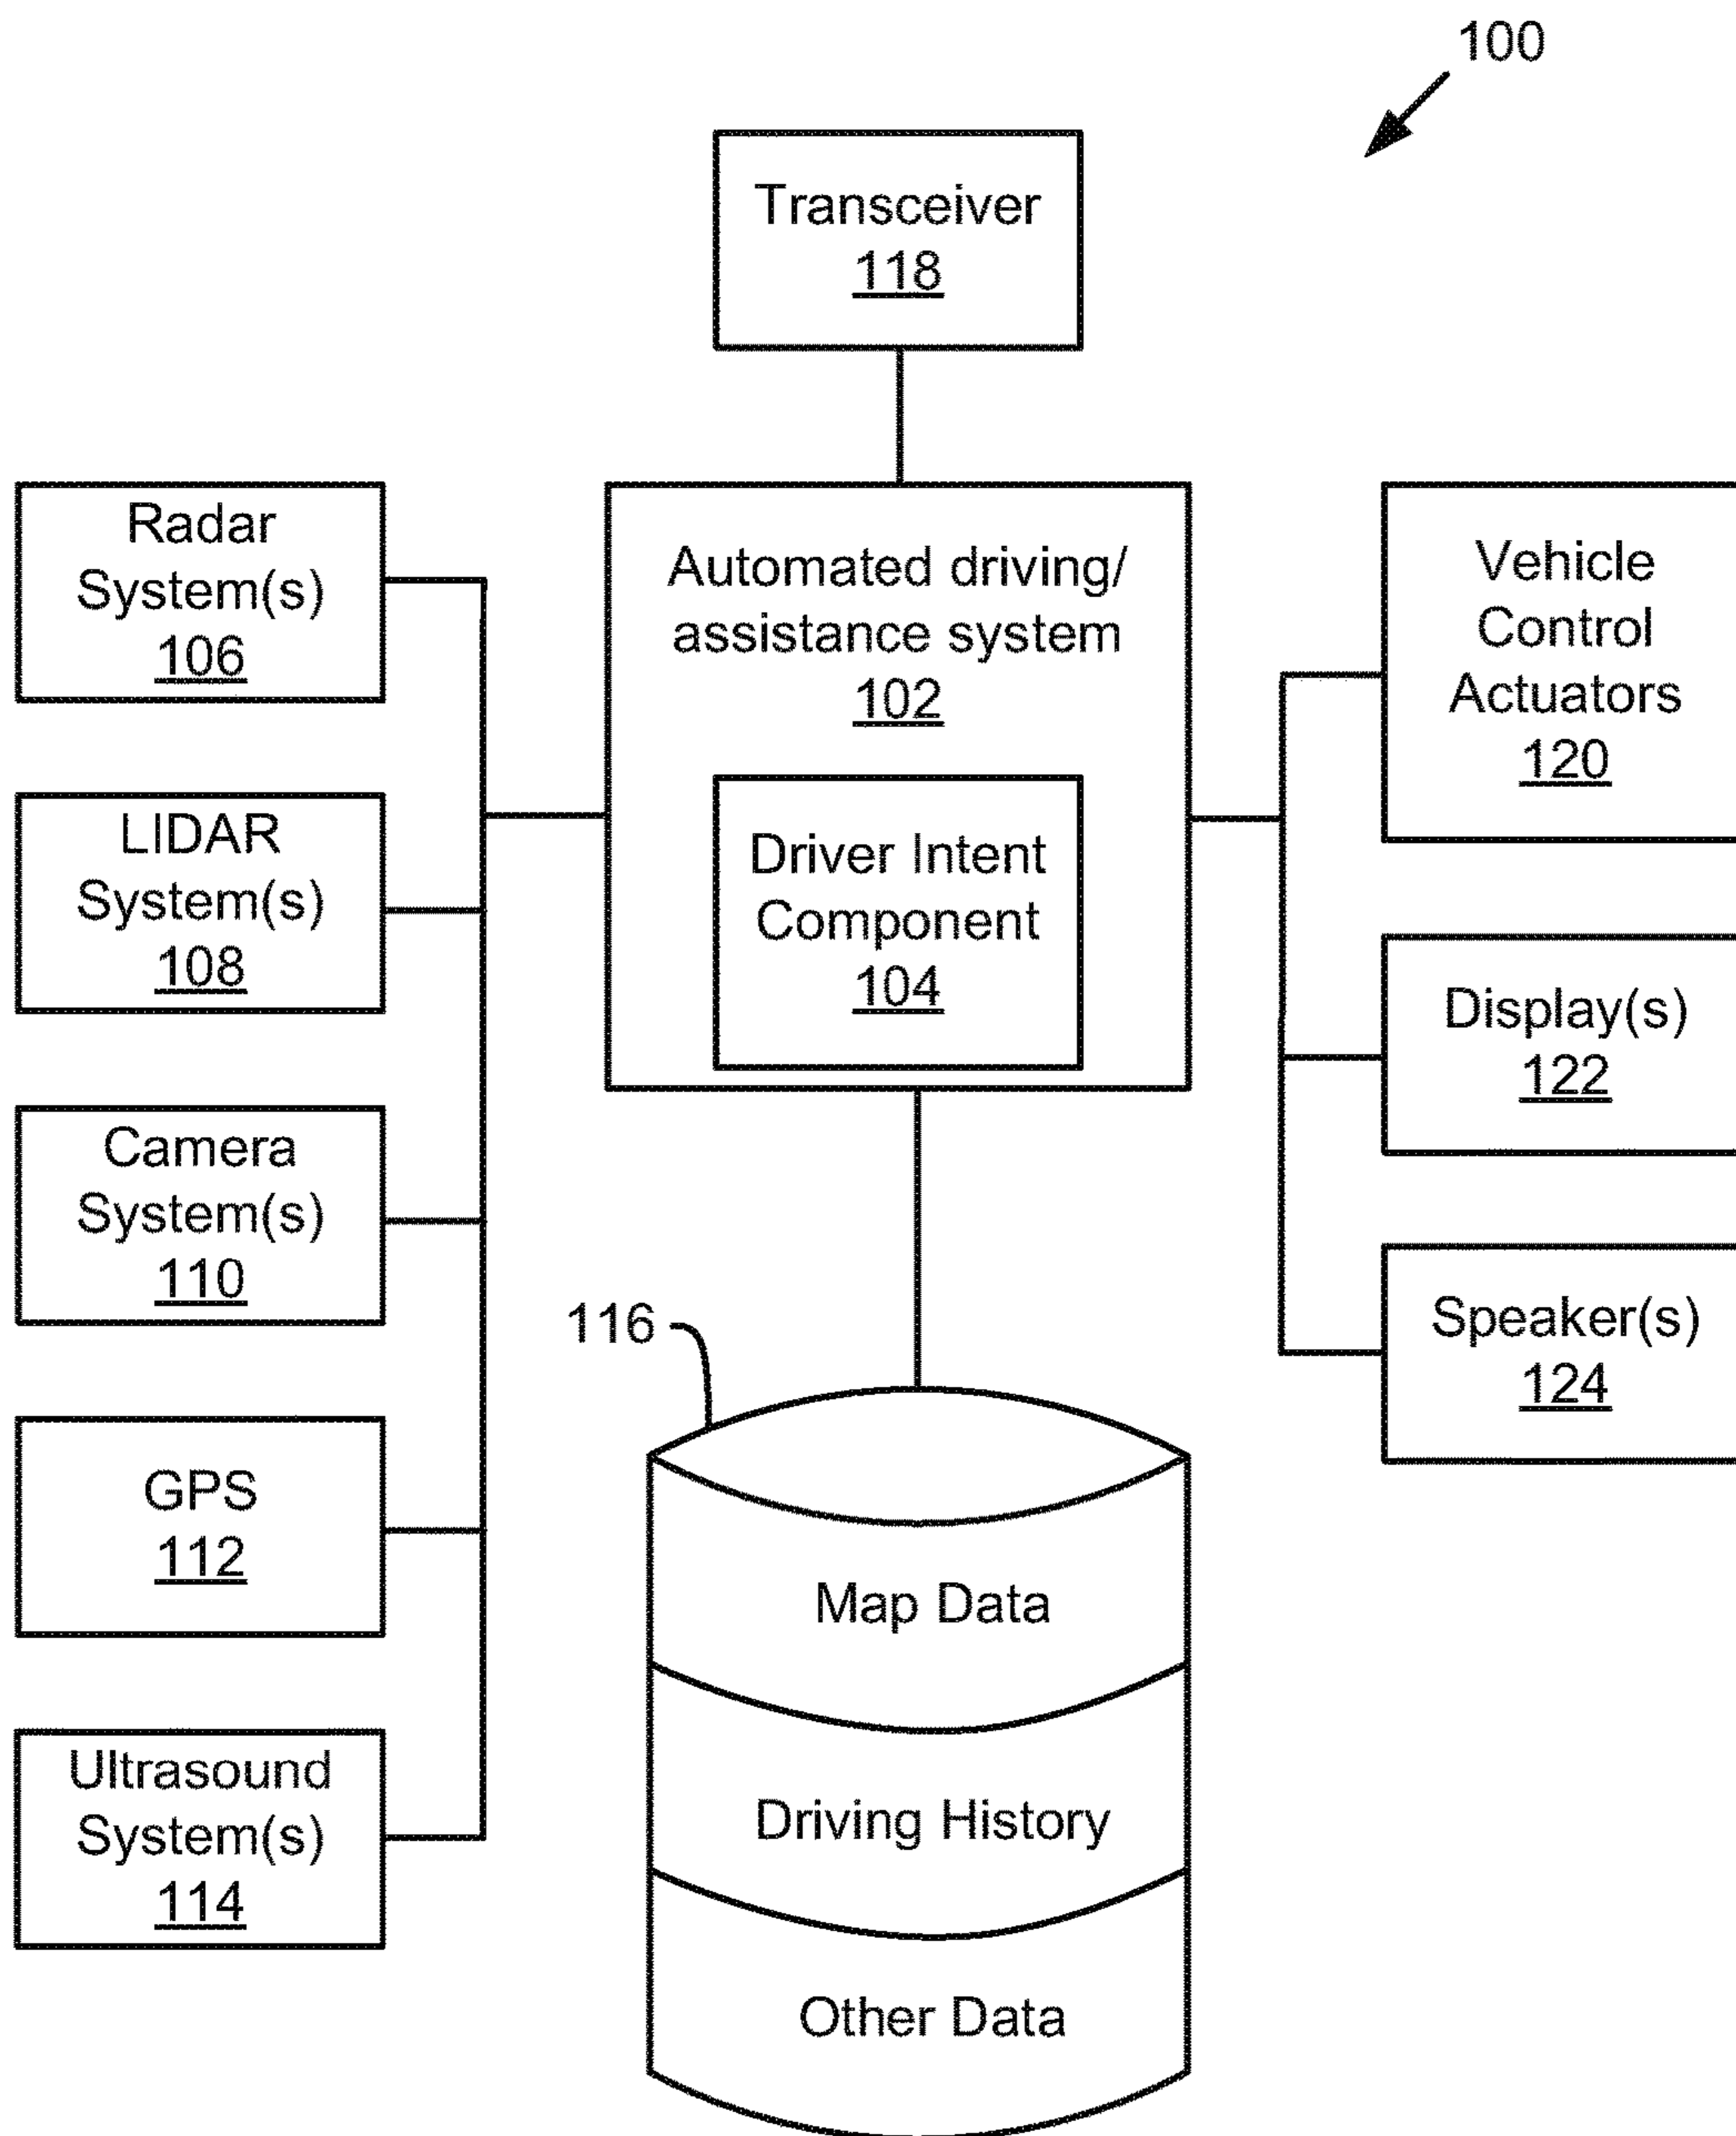 100
Transceiver
118
Radar
System(s)
106
LIDAR
System(s)
108
Camera
System(s)
110
GPS
112
Ultrasound
System(s)
114
Automated driving/
assistance system
102
Driver Intent
Component
104
116
Map Data
Driving History
Other Data
Vehicle
Control
Actuators
120
Display(s)
122
Speaker(s)
124